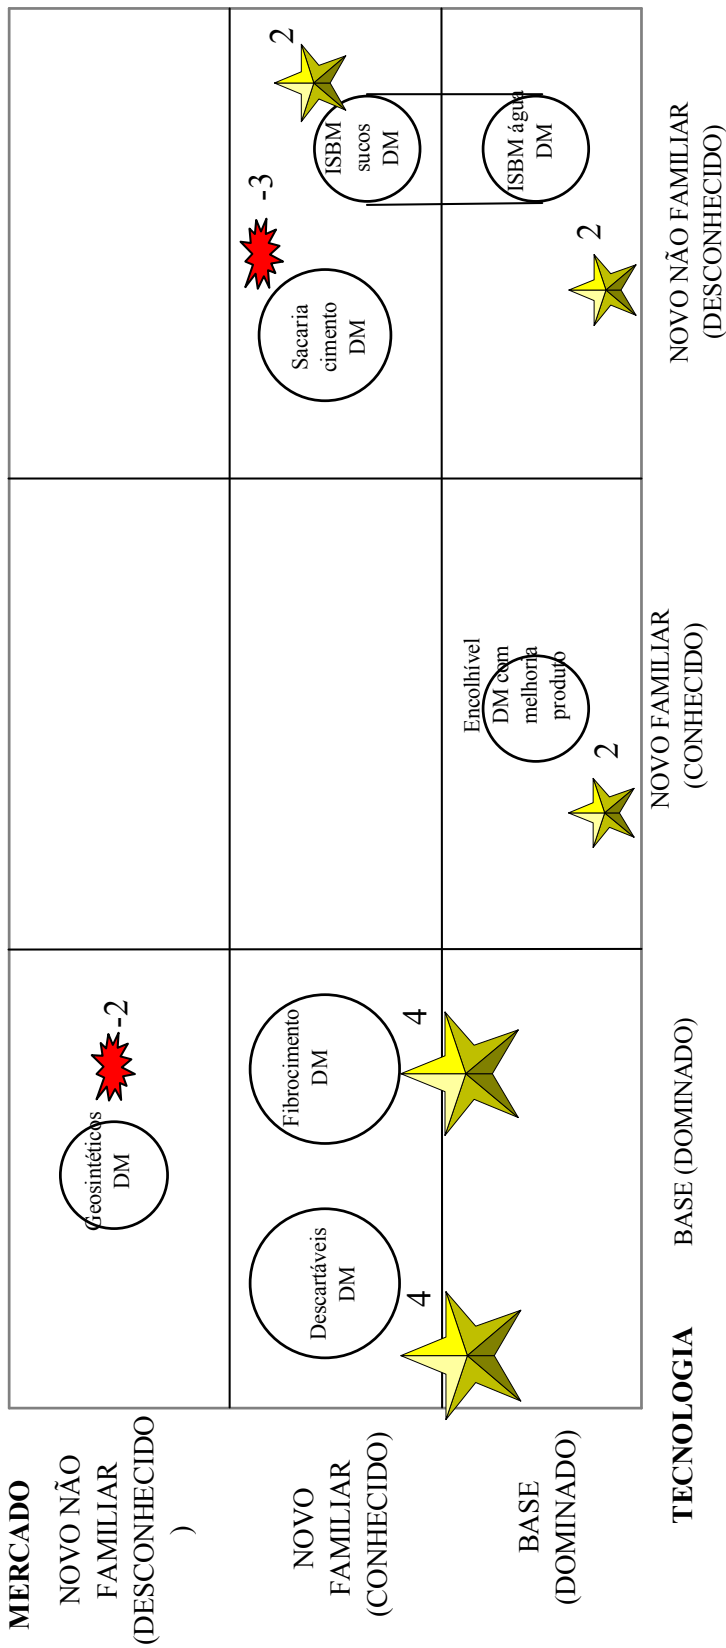 MERCADO
NOVO NÃO
FAMILIAR
(DESCONHECIDO
)
Geosintéticos
DM
-2
NOVO
FAMILIAR
(CONHECIDO)
Descartáveis
DM
4
Fibrocimento
DM
4
Sacaria
cimento
DM
-3
ISBM
sucos
DM
2
BASE
(DOMINADO)
Encolhível
DM com
melhoria
produto
2
ISBM água
DM
2
TECNOLOGIA
BASE (DOMINADO)
NOVO FAMILIAR
(CONHECIDO)
NOVO NÃO FAMILIAR
(DESCONHECIDO)